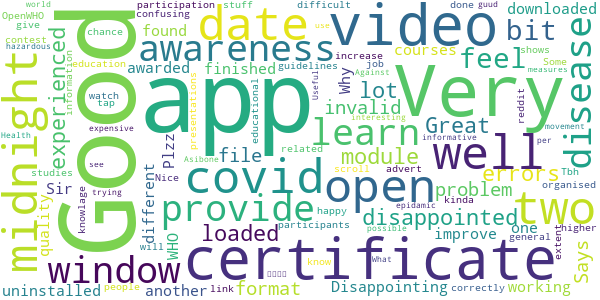 world
OpenWHO
give
contest
hazardous
Health
studies
uninstalled
people
participation
confusing
stuff
found
awarded
finished
date
awareness
video
difficult
done
guud
per
use
downloaded
chance
increase
job
guidelines
courses
education
shows
Some
measures
bit
feel
midnight
experienced
Good
app
Very
disease
information
watch
tap
presentations
educational
Useful
Against
Why
invalid
lot
Great
reddit
interesting
movement
errors
learn
well
module
file
related
advert
Tbh
informative
organised
Plzz
Sir
Nice
Asibone
scroll
kinda
expensive
see
trying
knowlage
quality
different
covid
open
two
provide
problem
disappointed
WHO
happy
participants
improve
one
higher
extent
loaded
know
epidamic
general
Says
window
certificate
will
possible
What
another
link
format
Disappointing
correctly
working